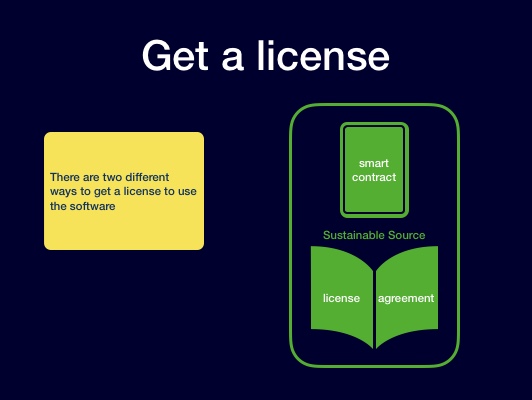 Get a license
There are two different
ways to get a license to use
the software
smart
contract
Sustainable Source
license
agreement